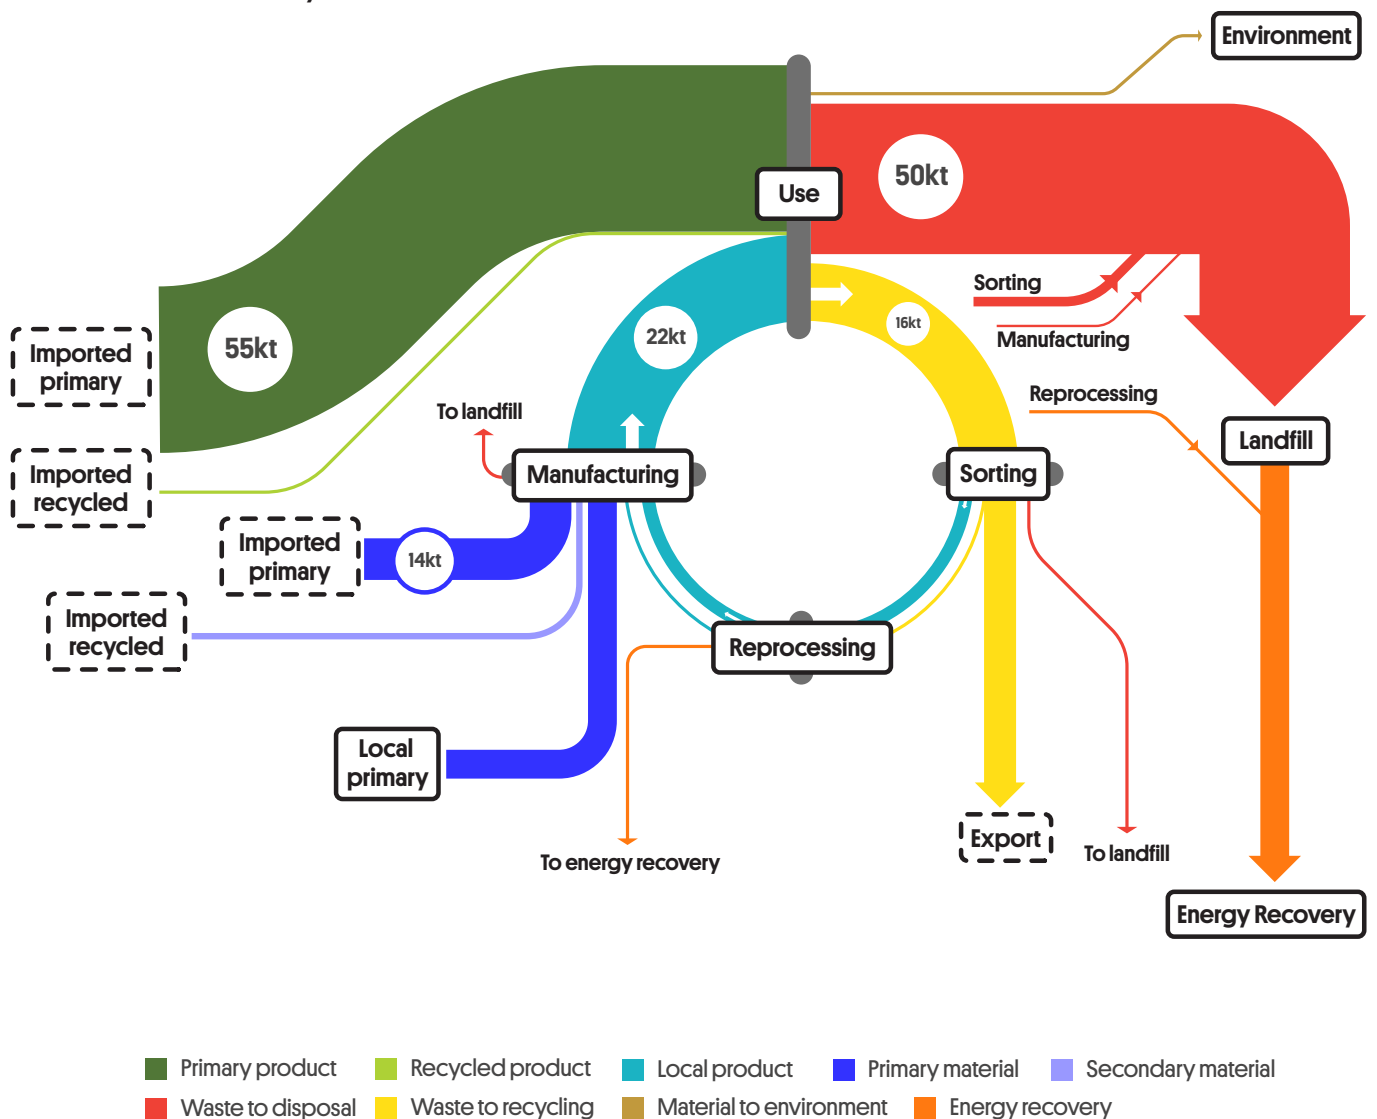 Environment
50kt
Use
Sorting
16kt
22kt
Manufacturing
55kt
Imported
primary
Reprocessing
To landfill
Landfill
Imported
recycled
Manufacturing
Sorting
Imported
primary
14kt
Imported
recycled
Reprocessing
Local
primary
Export
To energy recovery
To landfill
Energy Recovery
Primary product
Recycled product
Local product
Primary material
Secondary material
Waste to disposal
Waste to recycling
Material to environment
Energy recovery